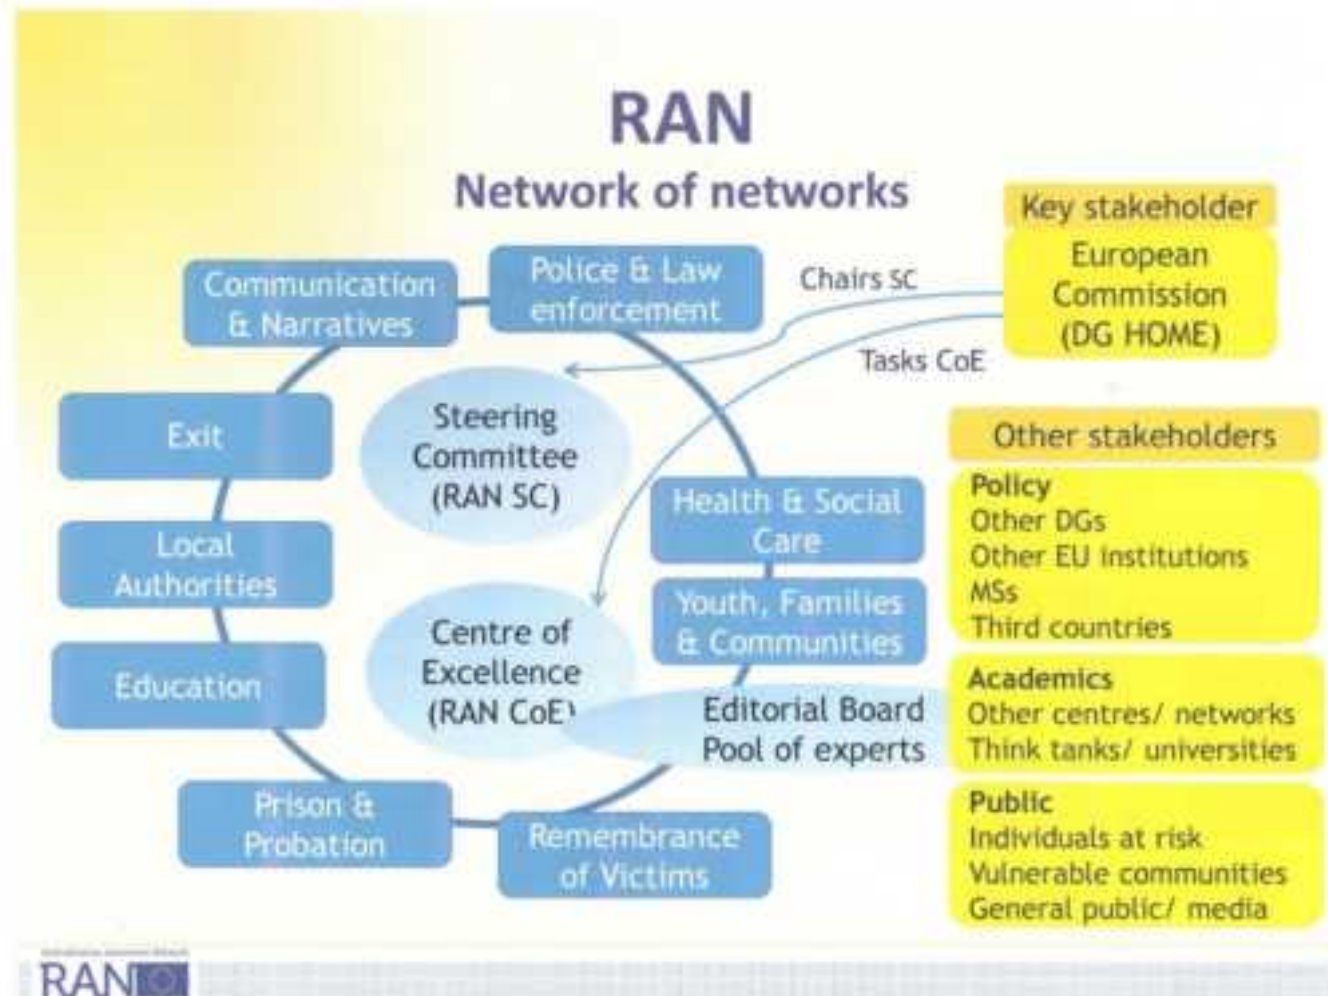 RAN
Network of networks
Key stakeholder
European
Commission
(DG HOME)
Communication
& Narratives
Police & Law
enforcement
Chairs SC
Tasks CoE
Exit
Steering
Committee
(RAN SC)
Other stakeholders
Policy
Other DGs
Other EU institutions
MSs
Third countries
Health & Social
Care
Local
Authorities
Centre of
Excellence
(RAN CoE)
Youth, Families
& Communities
Education
Editorial Board
Pool of experts
Academics
Other centres/ networks
Think tanks/ universities
Prison &
Probation
Remembrance
of Victims
Public
Individuals at risk
Vulnerable communities
General public/ media
RAN